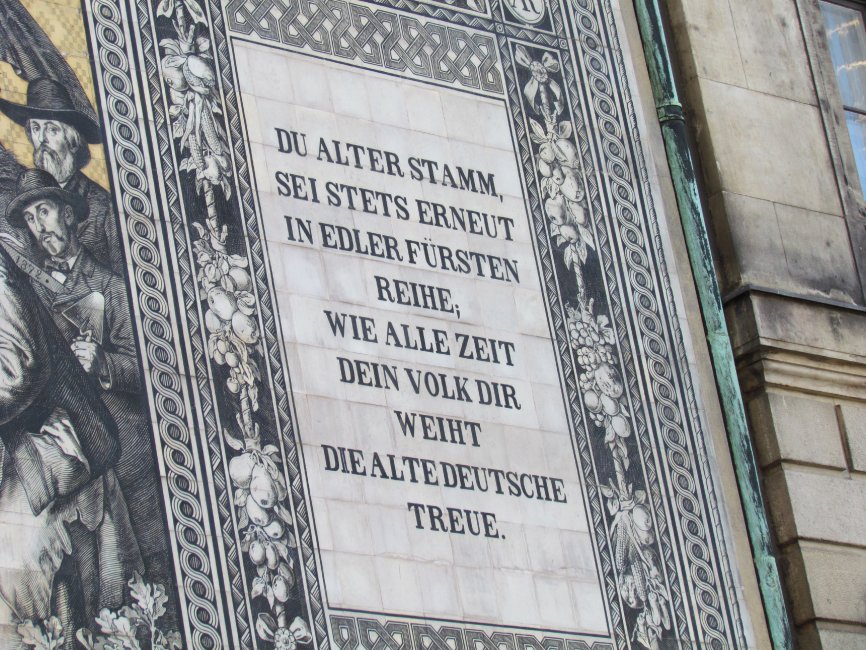 DU ALTER STAMM,
SEI STETS ERNEUT
IN EDLER FÜRSTEN
REIHE;
WIE ALLE ZEIT
DEIN VOLK DIR
WEIHT
DIE ALTE DEUTSCHE
TREUE.